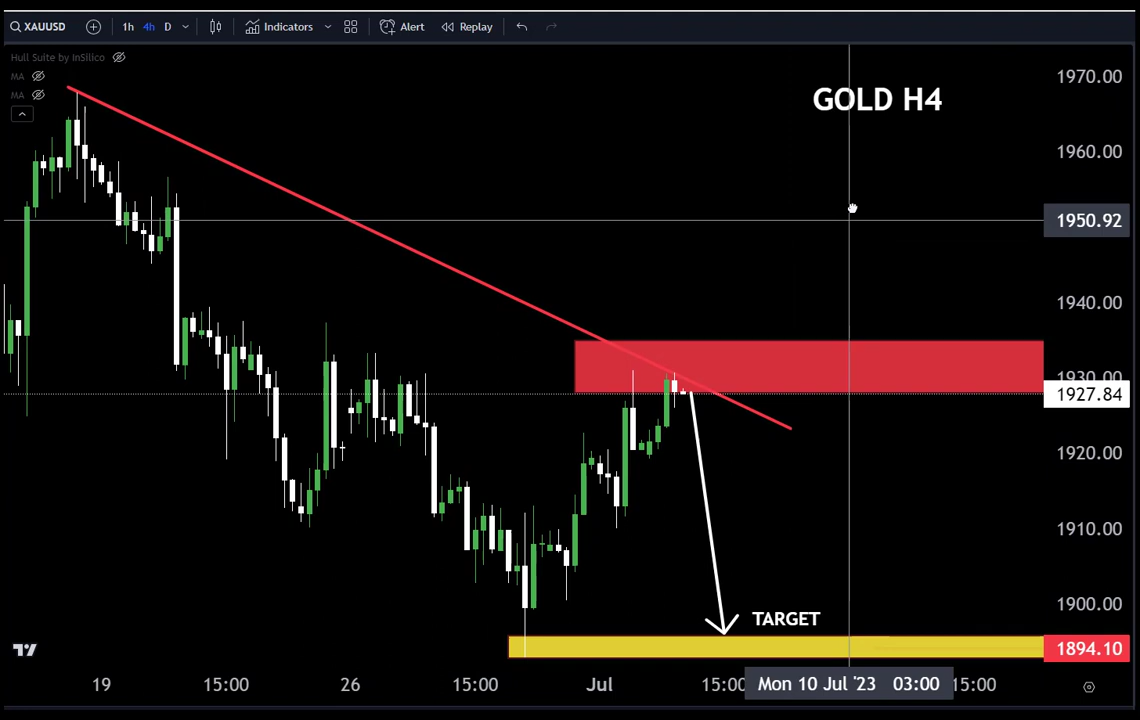 XAUUSD 1h 4h D Indicators Alert Replay
Hull Suite by InSilico
MA
MA
GOLD H4
1970.00
1960.00
1950.92
1940.00
1930.00
1927.84
1920.00
1910.00
1900.00
TARGET
1894.10
19 15:00 26 15:00 Jul 15:00 Mon 10 Jul '23 03:00 15:00